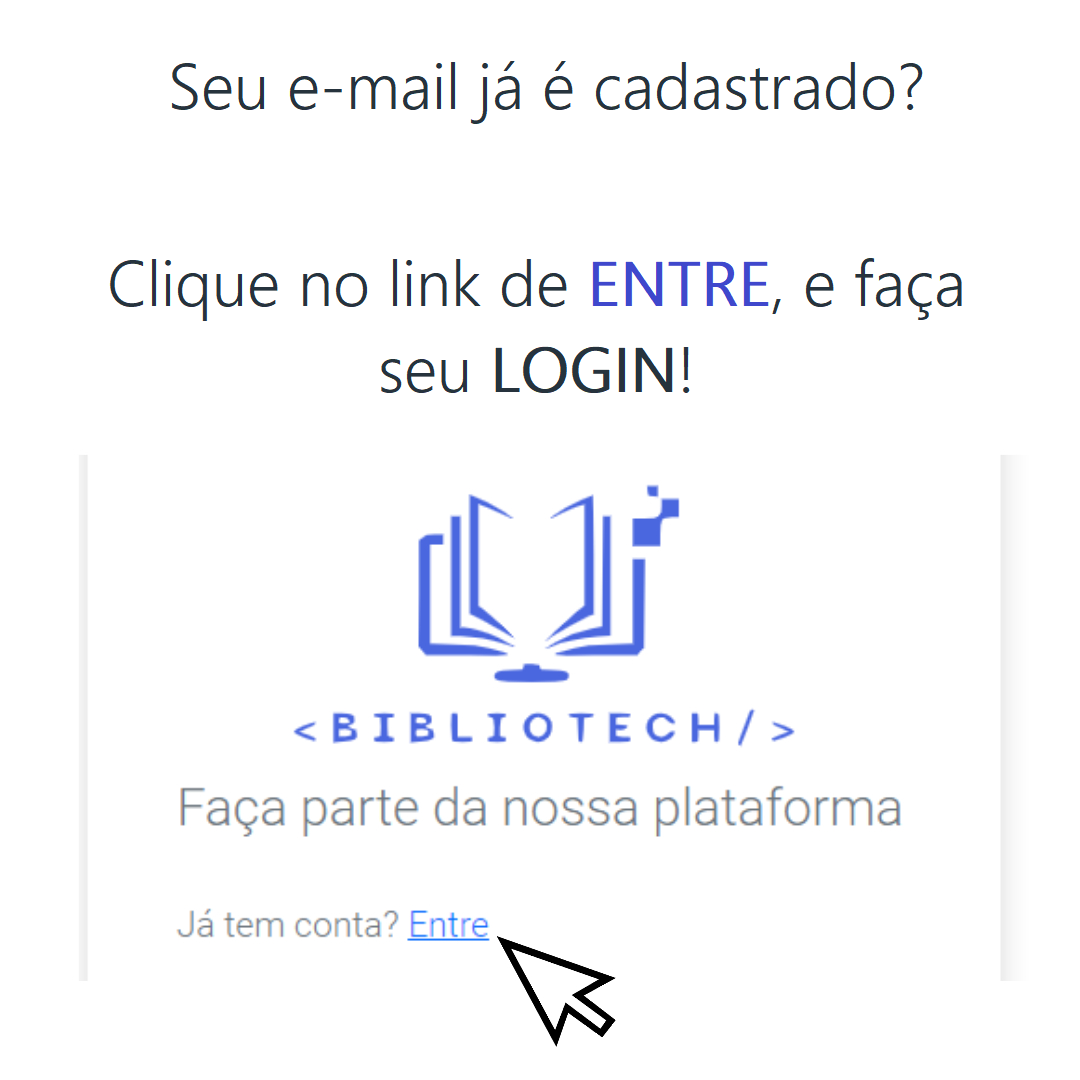 Seu e-mail já é cadastrado?
Clique no link de ENTRE, e faça
seu LOGIN!
<BIBLIOTECH/>
Faça parte da nossa plataforma
Já tem conta? Entre